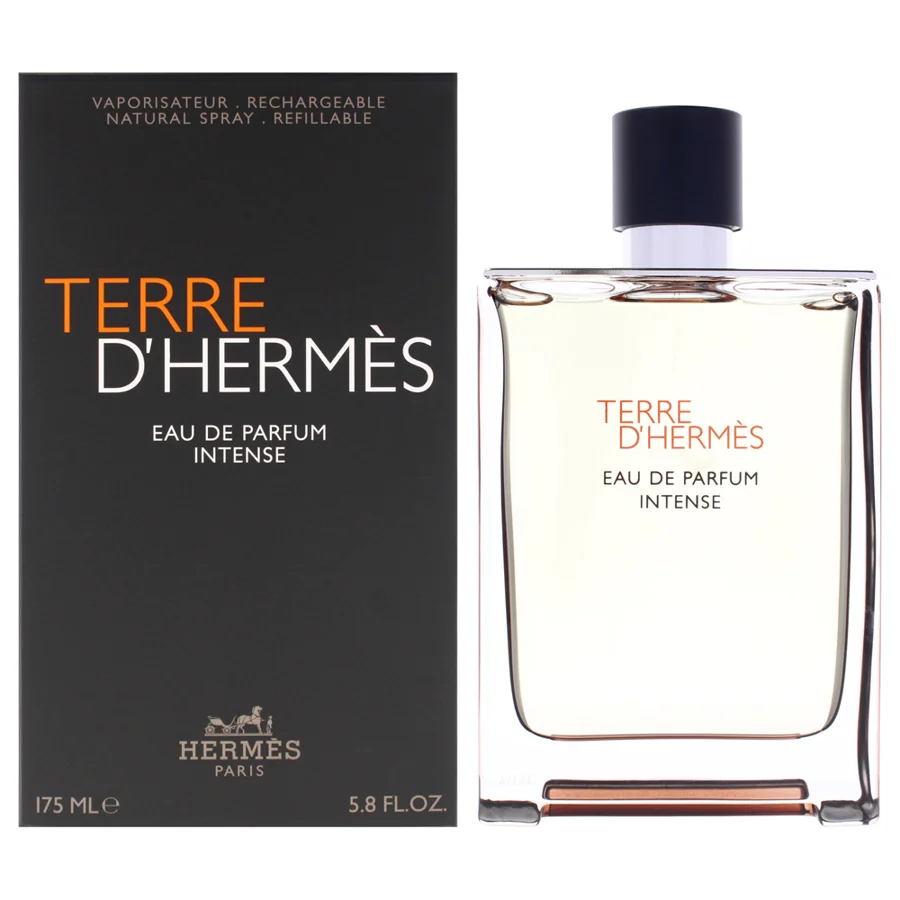 VAPORISATEUR . RECHARGEABLE
NATURAL SPRAY . REFILLABLE
TERRE
D'HERMÈS
EAU DE PARFUM
INTENSE
HERMÈS
PARIS
175 ML℮
5.8 FL.OZ.
TERRE
D'HERMÈS
EAU DE PARFUM
INTENSE